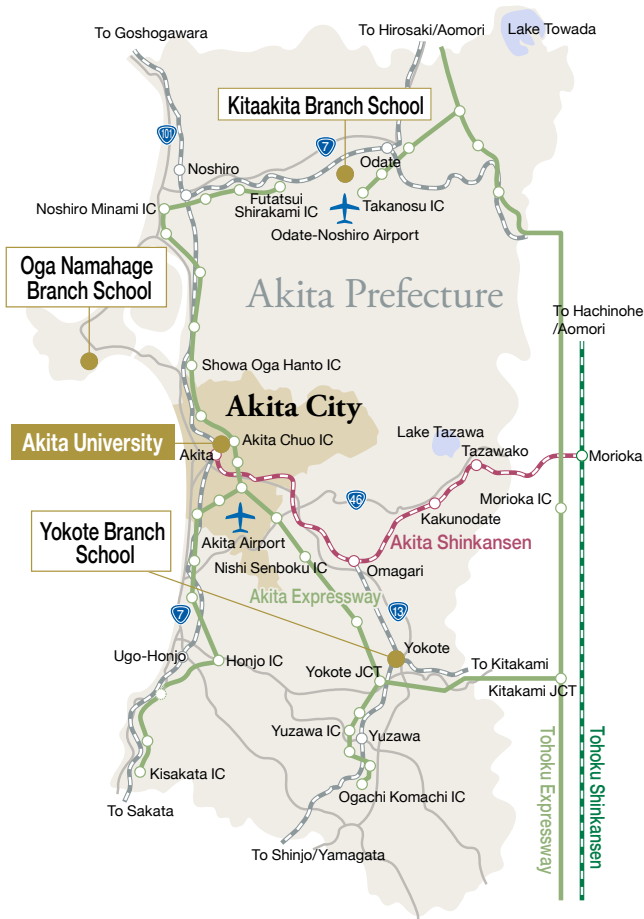 To Goshogawara
To Hirosaki/Aomori
Lake Towada
Kitaakita Branch School
101
7
Noshiro
Odate
Noshiro Minami IC
Futatsui
Shirakami IC
Takanosu IC
Odate-Noshiro Airport
Oga Namahage
Branch School
Akita Prefecture
To Hachinohe
/Aomori
Showa Oga Hanto IC
Akita City
Akita University
Akita
Akita Chuo IC
Lake Tazawa
Tazawako
Morioka
46
Morioka IC
Kakunodate
Yokote Branch
School
Akita Airport
Akita Shinkansen
Nishi Senboku IC
Omagari
Akita Expressway
7
13
Ugo-Honjo
Honjo IC
Yokote
Yokote JCT
To Kitakami
Kitakami JCT
Yuzawa IC
Yuzawa
Kisakata IC
Ogachi Komachi IC
To Sakata
To Shinjo/Yamagata
Tohoku Expressway
Tohoku Shinkansen